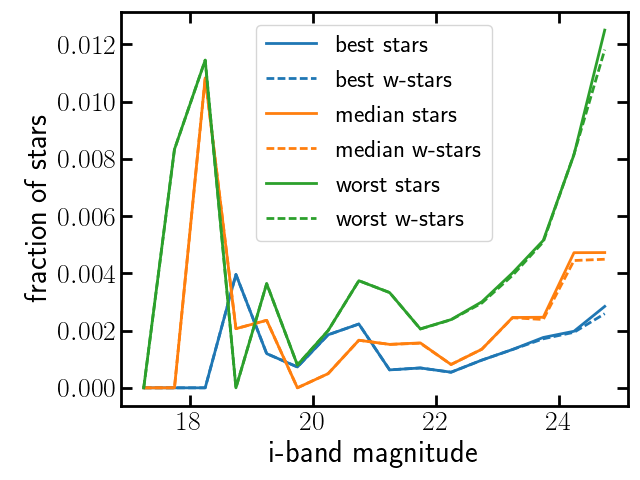 best stars
best w-stars
median stars
median w-stars
worst stars
worst w-stars
fraction of stars
0.012
0.010
0.008
0.006
0.004
0.002
0.000
18
20
22
24
i-band magnitude